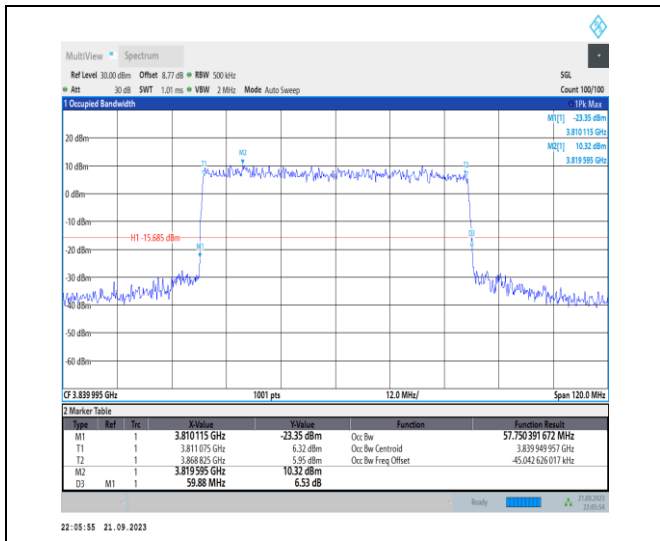 MultiView Spectrum
Ref Level 30.00 dBm Offset 8.77 dB RBW 500 kHz SGL
Att 30 dB SWT 1.01 ms VBW 2 MHz Mode Auto Sweep Count 100/100
1 Occupied Bandwidth 1Pk Max
M1[1] -23.35 dBm
3.810 115 GHz
20 dBm
M2[1] 10.32 dBm
3.819 595 GHz
M2
T1 T2
10 dBm
0 dBm
-10 dBm
H1 -15.685 dBm
D3
M1
-20 dBm
-30 dBm
-40 dBm
-50 dBm
-60 dBm
CF 3.839 995 GHz 1001 pts 12.0 MHz/ Span 120.0 MHz
2 Marker Table
Type Ref Trc X-Value Y-Value Function Function Result
M1 1 3.810115 GHz -23.35 dBm Occ Bw 57.750 391 672 MHz
T1 1 3.811 075 GHz 6.32 dBm Occ Bw Centroid 3.839 949 957 GHz
T2 1 3.868 825 GHz 5.95 dBm Occ Bw Freq Offset -45.042 626 017 kHz
M2 1 3.819 595 GHz 10.32 dBm
D3 M1 1 59.88 MHz 6.53 dB
Ready 21.09.2023
22:05:54
22:05:55 21.09.2023